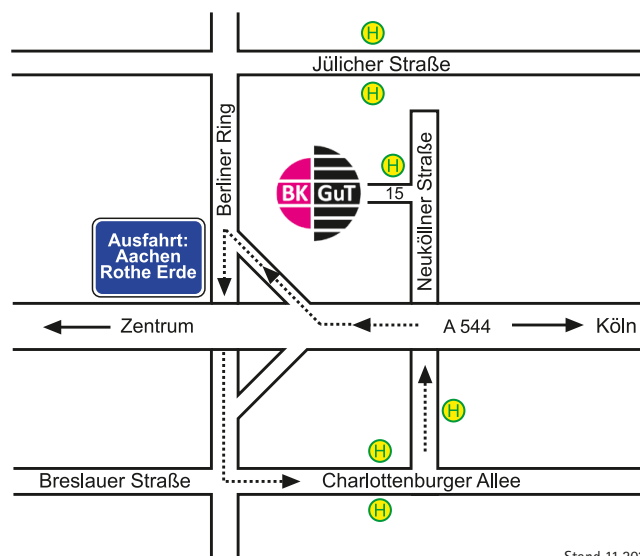 H
Jülicher Straße
H
Berliner Ring
H
Neuköllner Straße
BK GuT
15
Ausfahrt:
Aachen
Rothe Erde
Zentrum
A 544
Köln
H
H
Breslauer Straße
Charlottenburger Allee
H